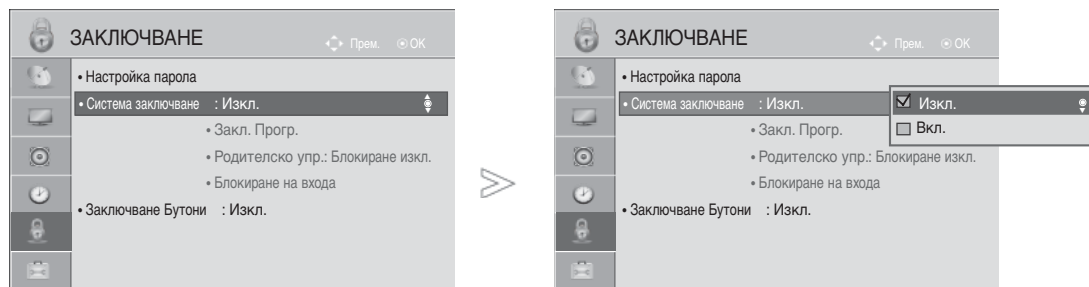 ЗАКЛЮЧВАНЕ
Прем. OK
• Настройка парола
• Система заключване : Изкл.
• Закл. Прогр.
• Родителско упр.: Блокиране изкл.
• Блокиране на входа
• Заключване Бутони : Изкл.
ЗАКЛЮЧВАНЕ
Прем. OK
• Настройка парола
• Система заключване : Изкл.
Изкл.
Вкл.
• Закл. Прогр.
• Родителско упр.: Блокиране изкл.
• Блокиране на входа
• Заключване Бутони : Изкл.